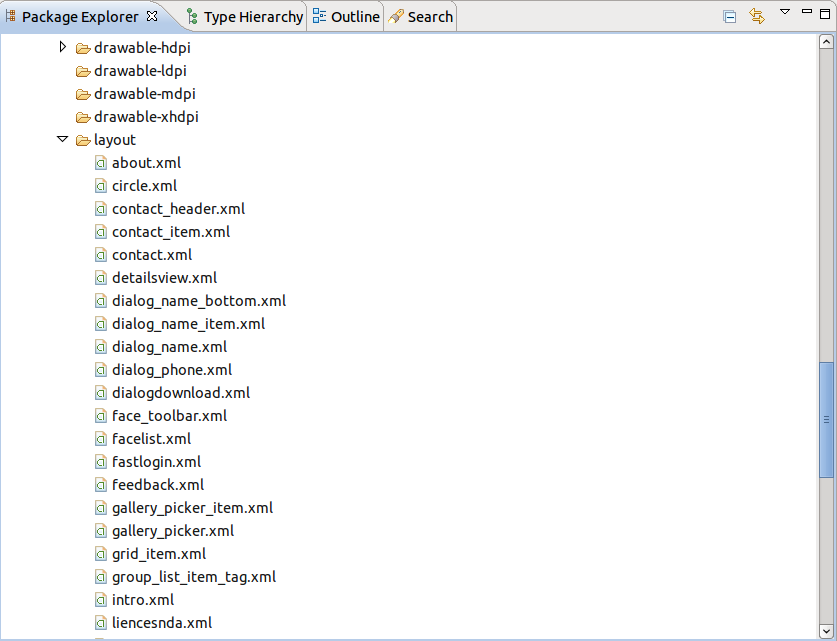 Package Explorer Type Hierarchy Outline Search
drawable-hdpi
drawable-ldpi
drawable-mdpi
drawable-xhdpi
layout
about.xml
circle.xml
contact_header.xml
contact_item.xml
contact.xml
detailsview.xml
dialog_name_bottom.xml
dialog_name_item.xml
dialog_name.xml
dialog_phone.xml
dialogdownload.xml
face_toolbar.xml
facelist.xml
fastlogin.xml
feedback.xml
gallery_picker_item.xml
gallery_picker.xml
grid_item.xml
group_list_item_tag.xml
intro.xml
liencesnda.xml